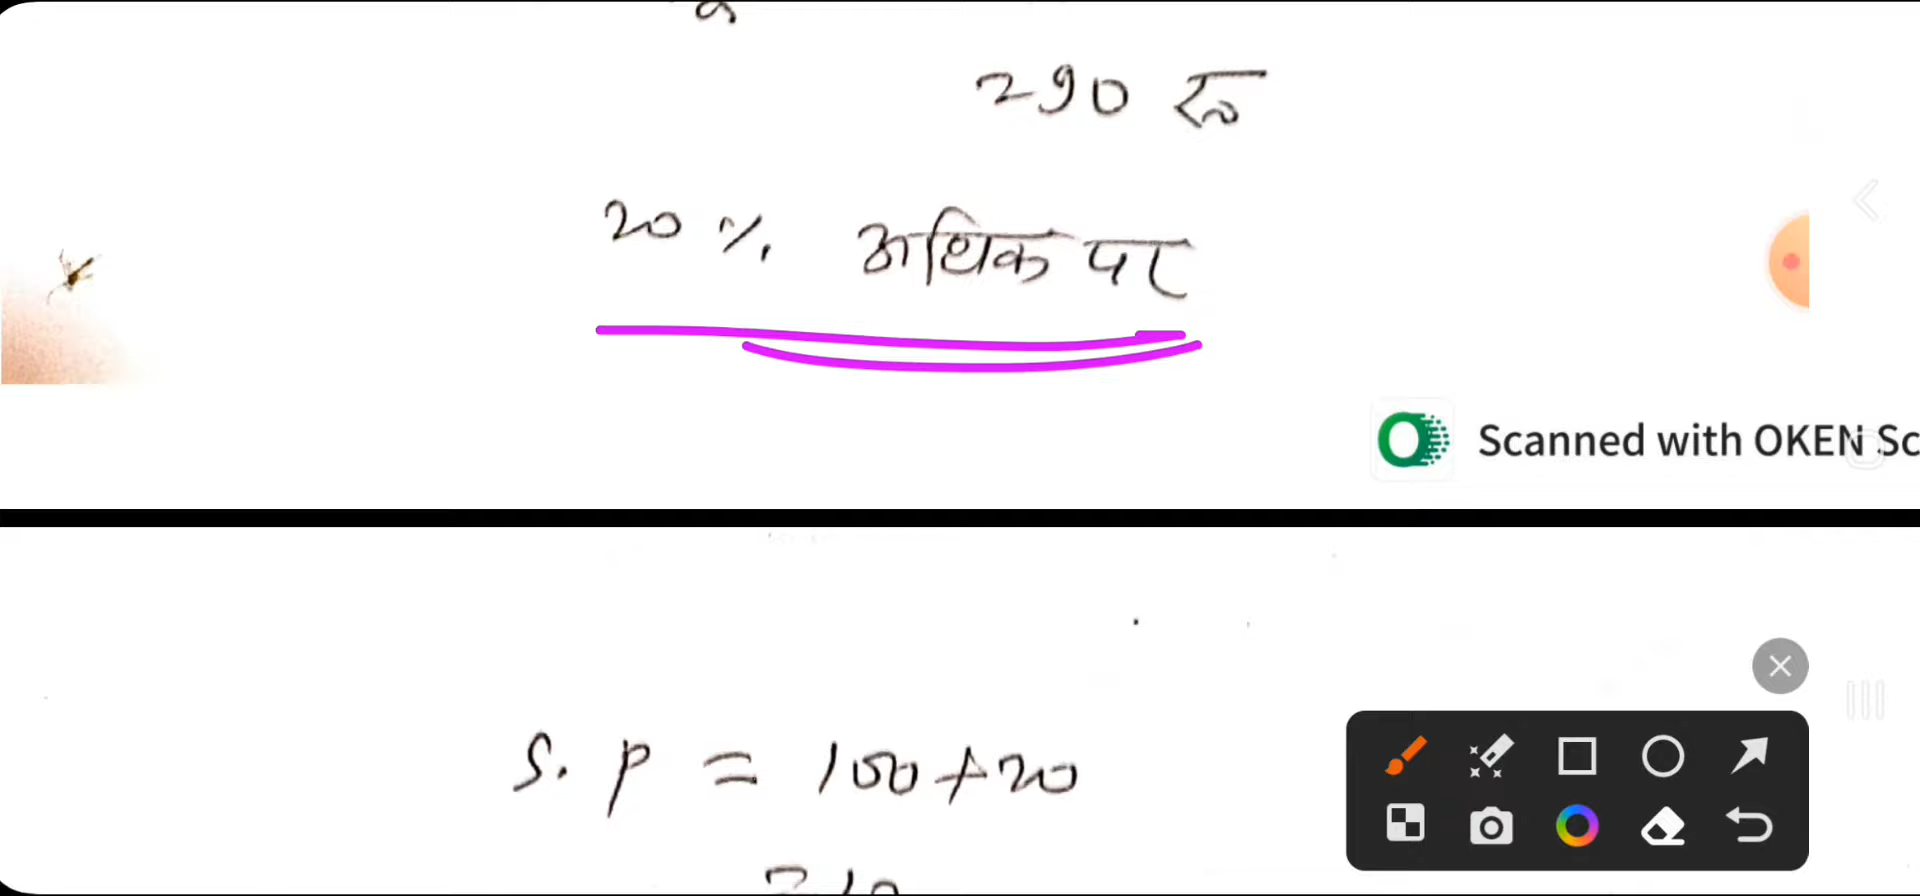 290 रू
20 %. अधिक पर
Scanned with OKEN Sc
S. P = 100+20